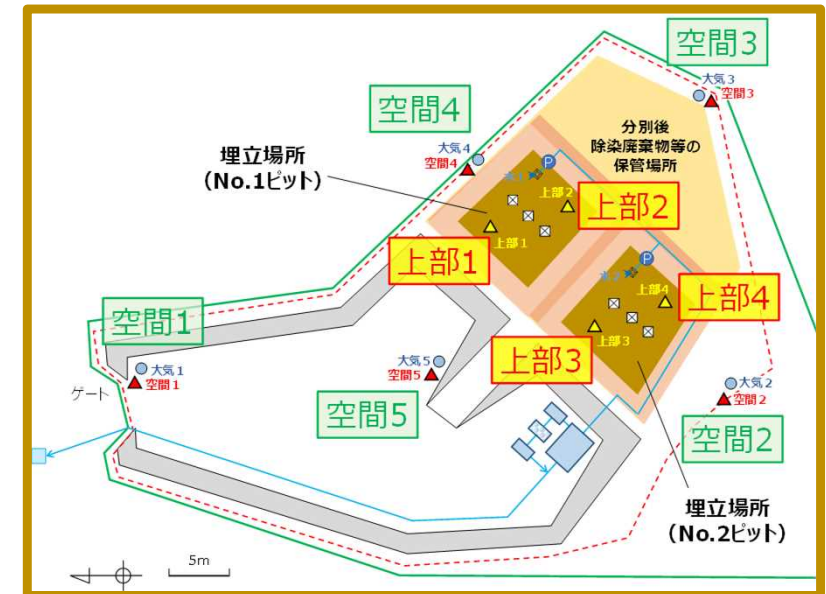 空間3
大気3
空間3
空間4
大気4
空間4
分別後
除染廃棄物等の
保管場所
埋立場所
(No.1ピット)
P
上部2
上部2
上部1
上部1
P
上部4
上部4
上部3
上部3
空間1
大気1
空間1
ゲート
大気5
空間5
空間5
大気2
空間2
空間2
埋立場所
(No.2ピット)
5m